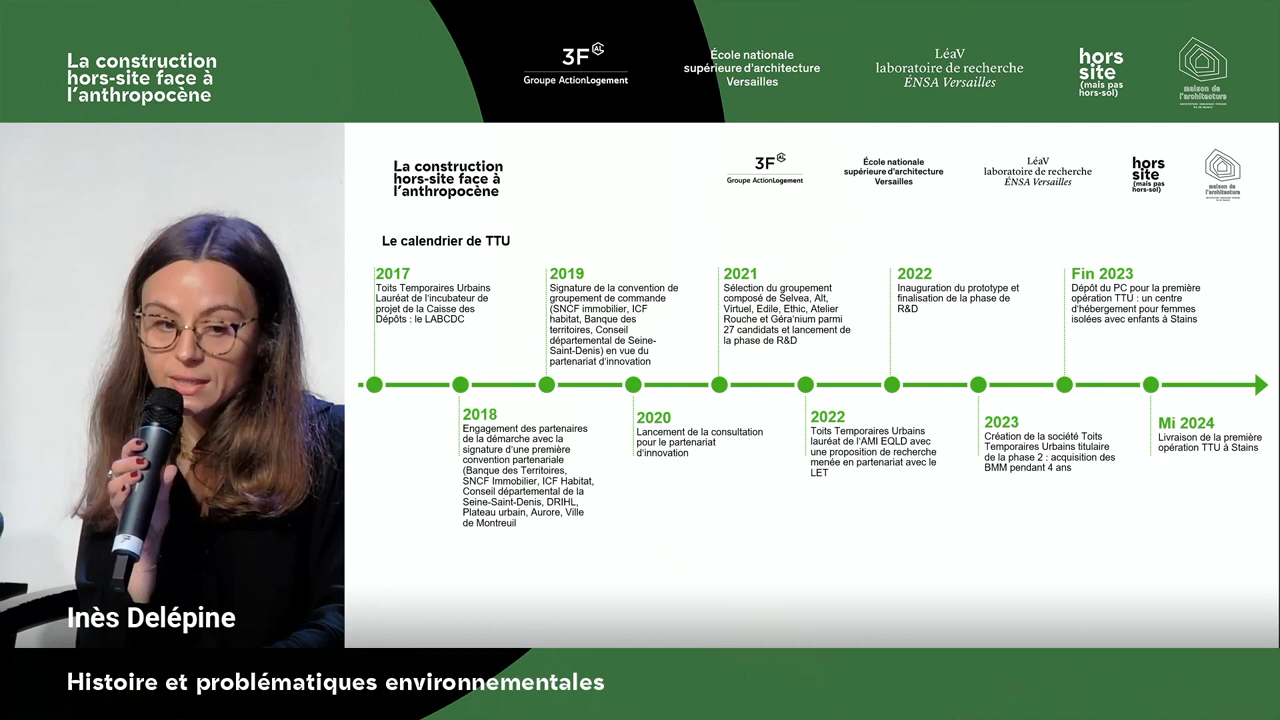 La construction
hors-site face à
l'anthropocène
3F AL
Groupe ActionLogement
École nationale
supérieure d'architecture
Versailles
LéaV
laboratoire de recherche
ÉNSA Versailles
hors
site
(mais pas
hors-sol)
maison de
l'architecture
La construction
hors-site face à
l'anthropocène
3F AL
Groupe ActionLogement
École nationale
supérieure d'architecture
Versailles
LéaV
laboratoire de recherche
ÉNSA Versailles
hors
site
(mais pas
hors-sol)
maison de
l'architecture
Le calendrier de TTU
2017
Toits Temporaires Urbains
Lauréat de l'incubateur de
projet de la Caisse des
Dépôts : le LABCDC
2019
Signature de la convention de
groupement de commande
(SNCF immobilier, ICF
habitat, Banque des
territoires, Conseil
départemental de Seine-
Saint-Denis) en vue du
partenariat d'innovation
2021
Sélection du groupement
composé de Selvea, Alt,
Virtuel, Edile, Ethic, Atelier
Rouche et Géra'nium parmi
27 candidats et lancement de
la phase de R&D
2022
Inauguration du prototype et
finalisation de la phase de
R&D
Fin 2023
Dépôt du PC pour la première
opération TTU : un centre
d'hébergement pour femmes
isolées avec enfants à Stains
2018
Engagement des partenaires
de la démarche avec la
signature d'une première
convention partenariale
(Banque des Territoires,
SNCF Immobilier, ICF Habitat,
Conseil départemental de la
Seine-Saint-Denis, DRIHL,
Plateau urbain, Aurore, Ville
de Montreuil
2020
Lancement de la consultation
pour le partenariat
d'innovation
2022
Toits Temporaires Urbains
lauréat de l'AMI EQLD avec
une proposition de recherche
menée en partenariat avec le
LET
2023
Création de la société Toits
Temporaires Urbains titulaire
de la phase 2 : acquisition des
BMM pendant 4 ans
Mi 2024
Livraison de la première
opération TTU à Stains
Inès Delépine
Histoire et problématiques environnementales